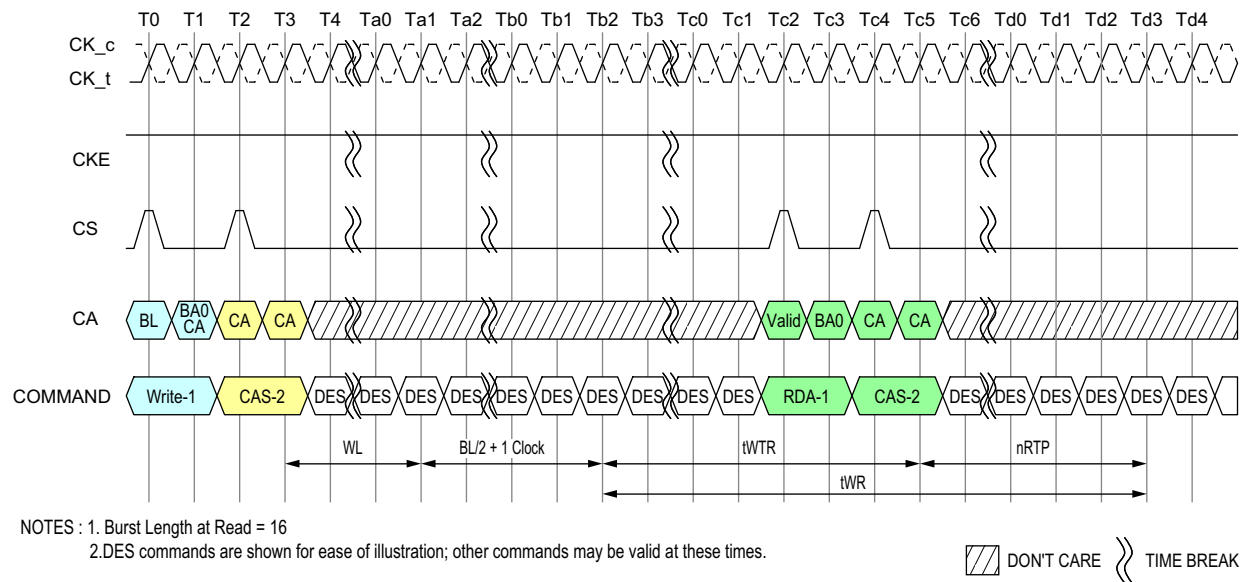 T0 T1 T2 T3 T4 Ta0 Ta1 Ta2 Tb0 Tb1 Tb2 Tb3 Tc0 Tc1 Tc2 Tc3 Tc4 Tc5 Tc6 Td0 Td1 Td2 Td3 Td4
CK_c
CK_t
CKE
CS
CA BL BA0 CA CA CA Valid BA0 CA CA
COMMAND Write-1 CAS-2 DES DES DES DES DES DES DES DES DES DES RDA-1 CAS-2 DES DES DES DES DES DES
WL BL/2 + 1 Clock tWTR nRTP
tWR
NOTES : 1. Burst Length at Read = 16
2.DES commands are shown for ease of illustration; other commands may be valid at these times.
DON'T CARE TIME BREAK